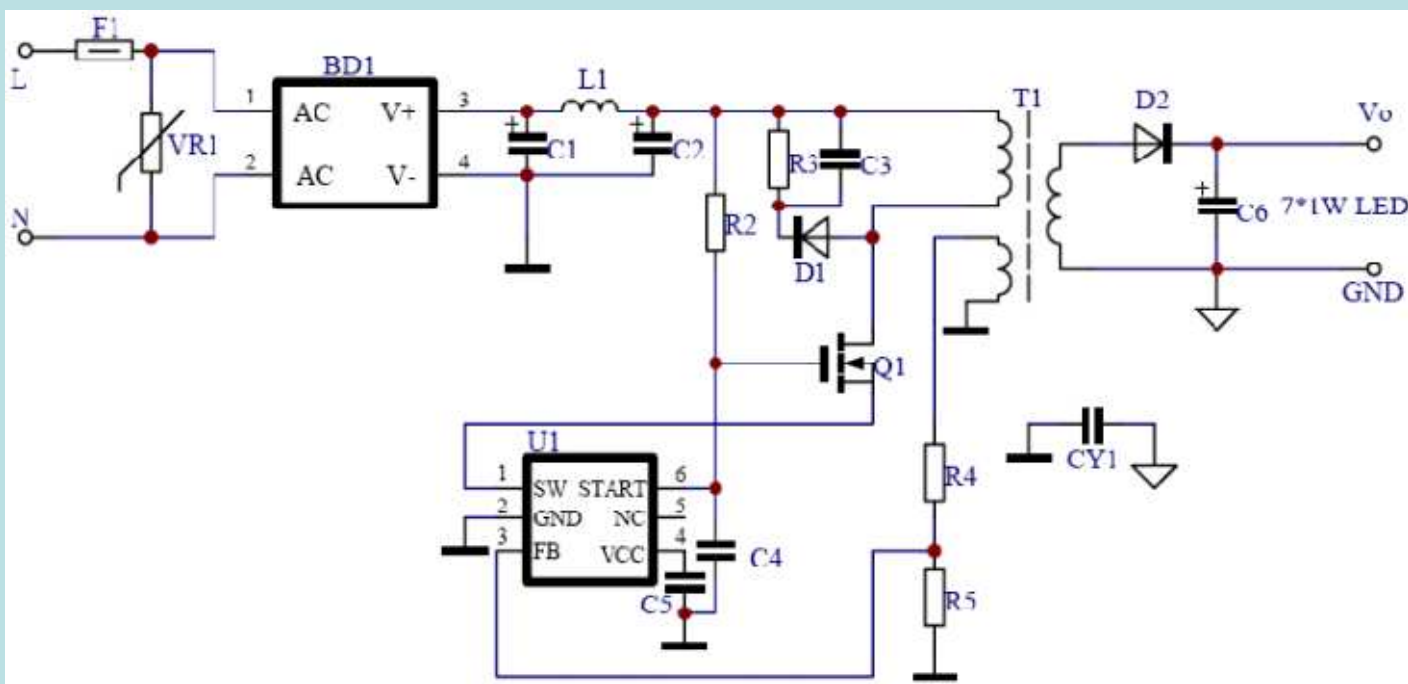 F1
L
VR1
N
BD1
1
AC
V+
3
2
AC
V-
4
L1
C1
C2
R3
C3
R2
D1
T1
D2
Vo
C6
7*1W LED
GND
Q1
U1
1
SW
START
6
2
GND
NC
5
3
FB
VCC
4
C5
C4
R4
R5
CY1